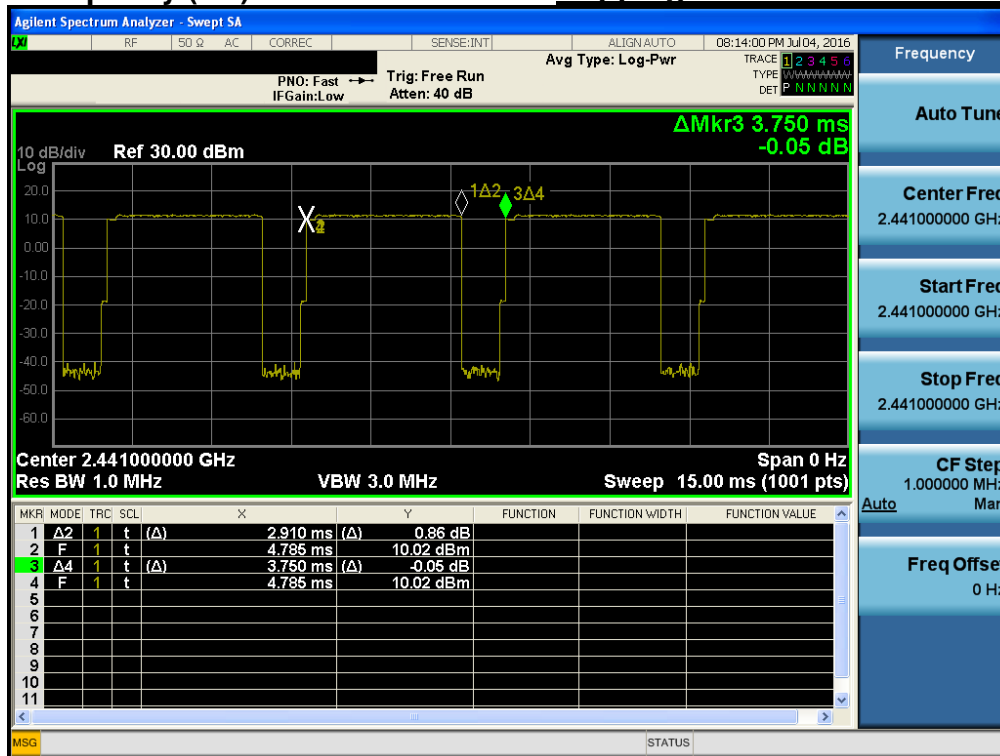 Agilent Spectrum Analyzer - Swept SA
LXI RF 50 Ω AC CORREC SENSE:INT ALIGN AUTO 08:14:00 PM Jul 04, 2016
Avg Type: Log-Pwr TRACE 1 2 3 4 5 6
PNO: Fast Trig: Free Run TYPE WWWWWW
IFGain:Low Atten: 40 dB DET P N N N N N
ΔMkr3 3.750 ms
-0.05 dB
10 dB/div Ref 30.00 dBm
Log
20.0
10.0
0.00
-10.0
-20.0
-30.0
-40.0
-50.0
-60.0
1Δ2 3Δ4
Center 2.441000000 GHz Span 0 Hz
Res BW 1.0 MHz VBW 3.0 MHz Sweep 15.00 ms (1001 pts)
MKR MODE TRC SCL X Y FUNCTION FUNCTION WIDTH FUNCTION VALUE
1 Δ2 1 t (Δ) 2.910 ms (Δ) 0.86 dB
2 F 1 t 4.785 ms 10.02 dBm
3 Δ4 1 t (Δ) 3.750 ms (Δ) -0.05 dB
4 F 1 t 4.785 ms 10.02 dBm
5
6
7
8
9
10
11
MSG STATUS
Frequency
Auto Tune
Center Freq
2.441000000 GHz
Start Freq
2.441000000 GHz
Stop Freq
2.441000000 GHz
CF Step
1.000000 MHz
Auto Man
Freq Offset
0 Hz